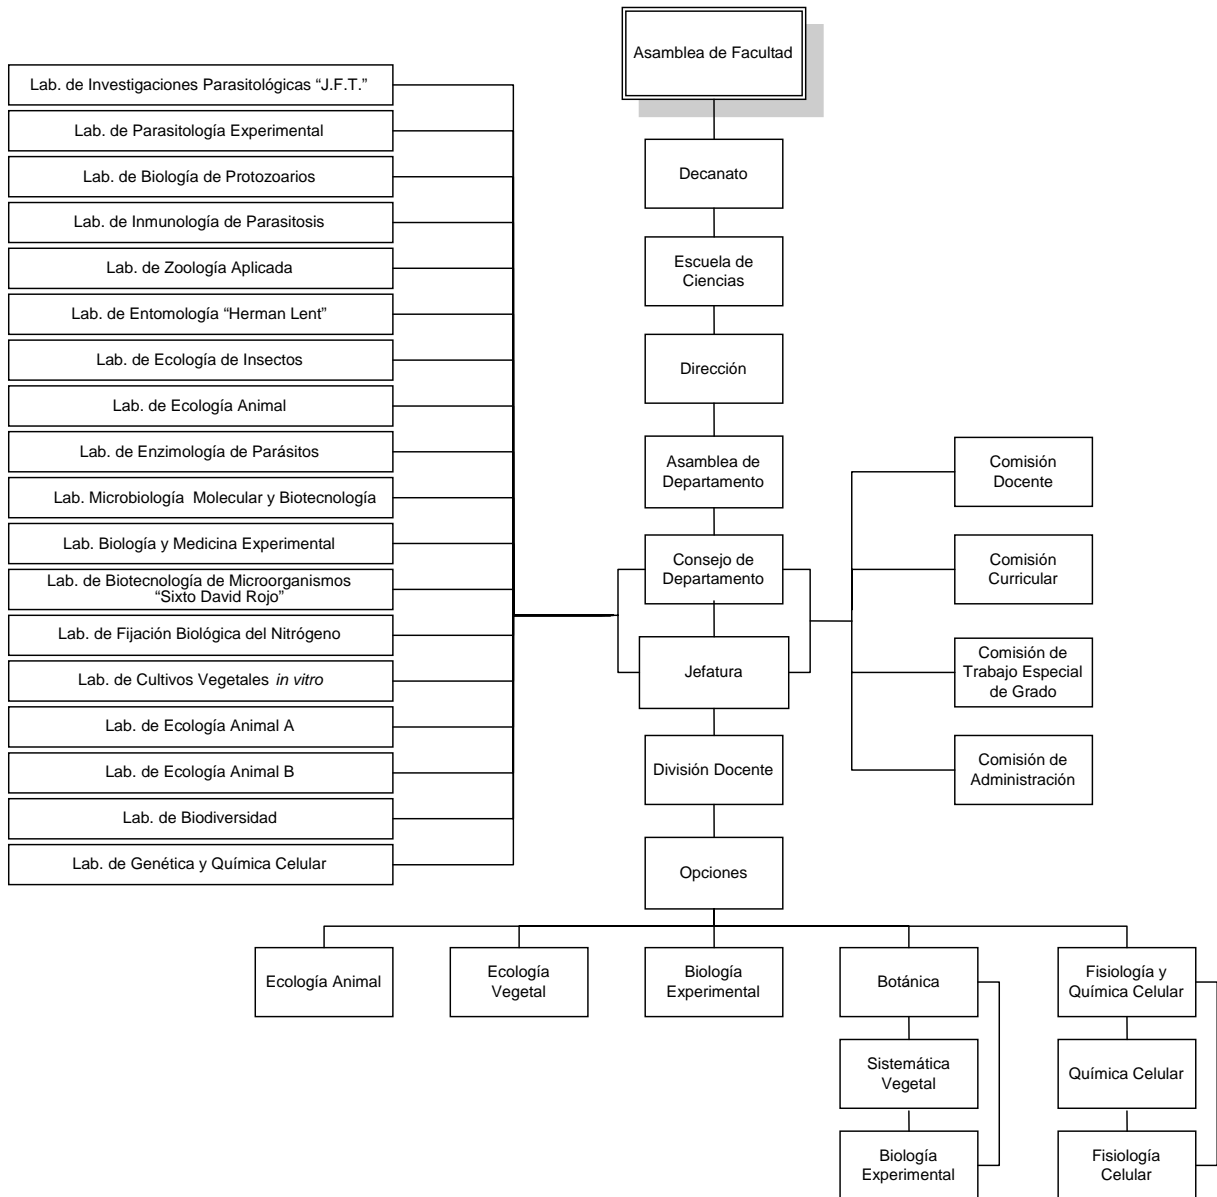 Asamblea de Facultad
Lab. de Investigaciones Parasitológicas “J.F.T.”
Lab. de Parasitología Experimental
Lab. de Biología de Protozoarios
Lab. de Inmunología de Parasitosis
Lab. de Zoología Aplicada
Lab. de Entomología “Herman Lent”
Lab. de Ecología de Insectos
Lab. de Ecología Animal
Lab. de Enzimología de Parásitos
Lab. Microbiología Molecular y Biotecnología
Lab. Biología y Medicina Experimental
Lab. de Biotecnología de Microorganismos
“Sixto David Rojo”
Lab. de Fijación Biológica del Nitrógeno
Lab. de Cultivos Vegetales in vitro
Lab. de Ecología Animal A
Lab. de Ecología Animal B
Lab. de Biodiversidad
Lab. de Genética y Química Celular
Decanato
Escuela de
Ciencias
Dirección
Asamblea de
Departamento
Consejo de
Departamento
Jefatura
División Docente
Opciones
Comisión
Docente
Comisión
Curricular
Comisión de
Trabajo Especial
de Grado
Comisión de
Administración
Ecología Animal
Ecología
Vegetal
Biología
Experimental
Botánica
Sistemática
Vegetal
Biología
Experimental
Fisiología y
Química Celular
Química Celular
Fisiología
Celular